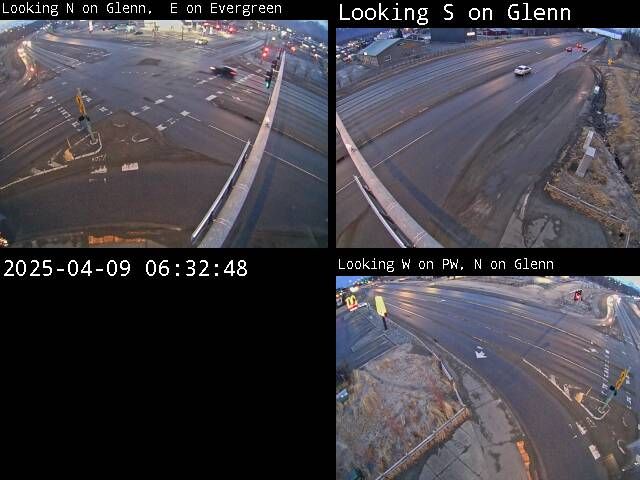 Looking N on Glenn, E on Evergreen
Looking S on Glenn
2025-04-09 06:32:48
Looking W on PW, N on Glenn